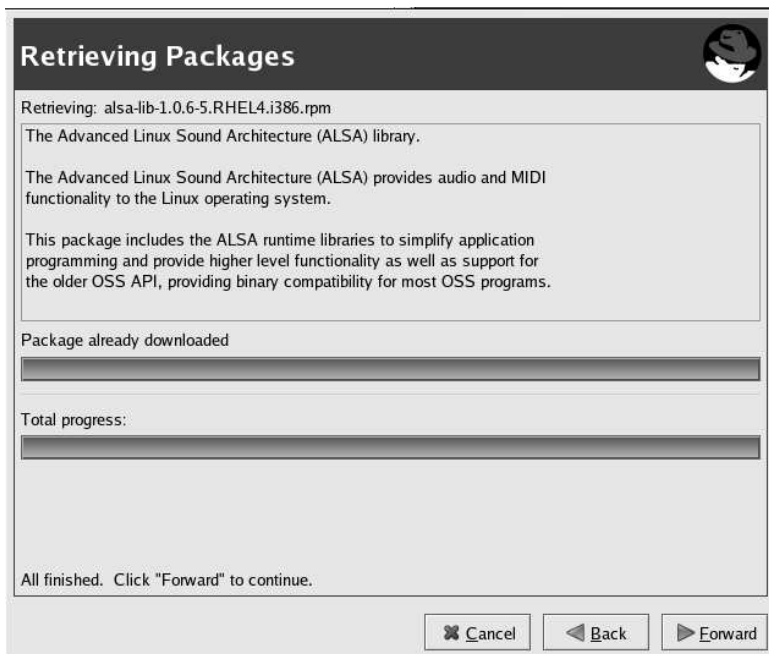 Retrieving Packages
Retrieving: alsa-lib-1.0.6-5.RHEL4.i386.rpm
The Advanced Linux Sound Architecture (ALSA) library.
The Advanced Linux Sound Architecture (ALSA) provides audio and MIDI
functionality to the Linux operating system.
This package includes the ALSA runtime libraries to simplify application
programming and provide higher level functionality as well as support for
the older OSS API, providing binary compatibility for most OSS programs.
Package already downloaded
Total progress:
All finished.  Click "Forward" to continue.
Cancel
Back
Forward